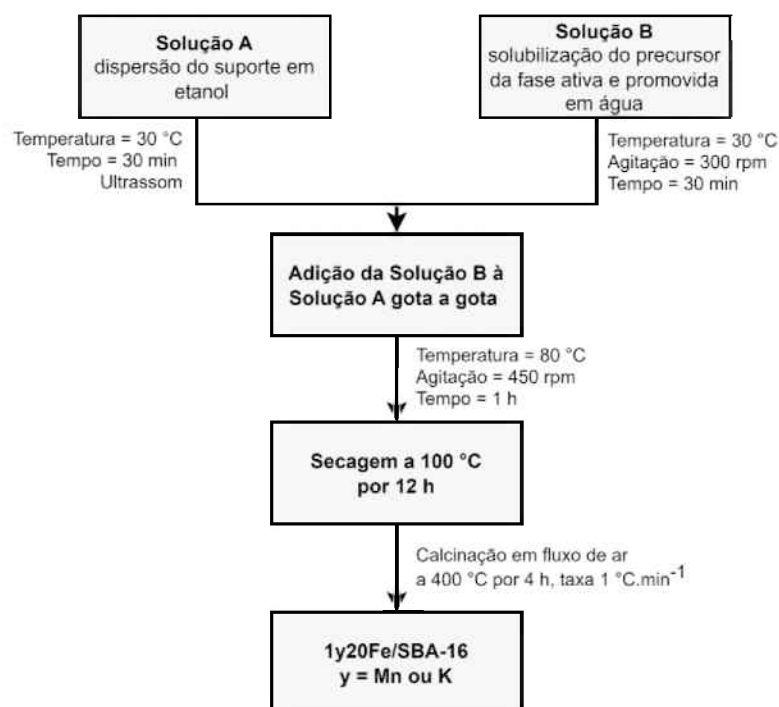 Solução A
dispersão do suporte em
etanol
Solução B
solubilização do precursor
da fase ativa e promovida
em água
Temperatura = 30 °C
Tempo = 30 min
Ultrassom
Temperatura = 30 °C
Agitação = 300 rpm
Tempo = 30 min
Adição da Solução B à
Solução A gota a gota
Temperatura = 80 °C
Agitação = 450 rpm
Tempo = 1 h
Secagem a 100 °C
por 12 h
Calcinação em fluxo de ar
a 400 °C por 4 h, taxa 1 °C.min⁻¹
1y20Fe/SBA-16
y = Mn ou K